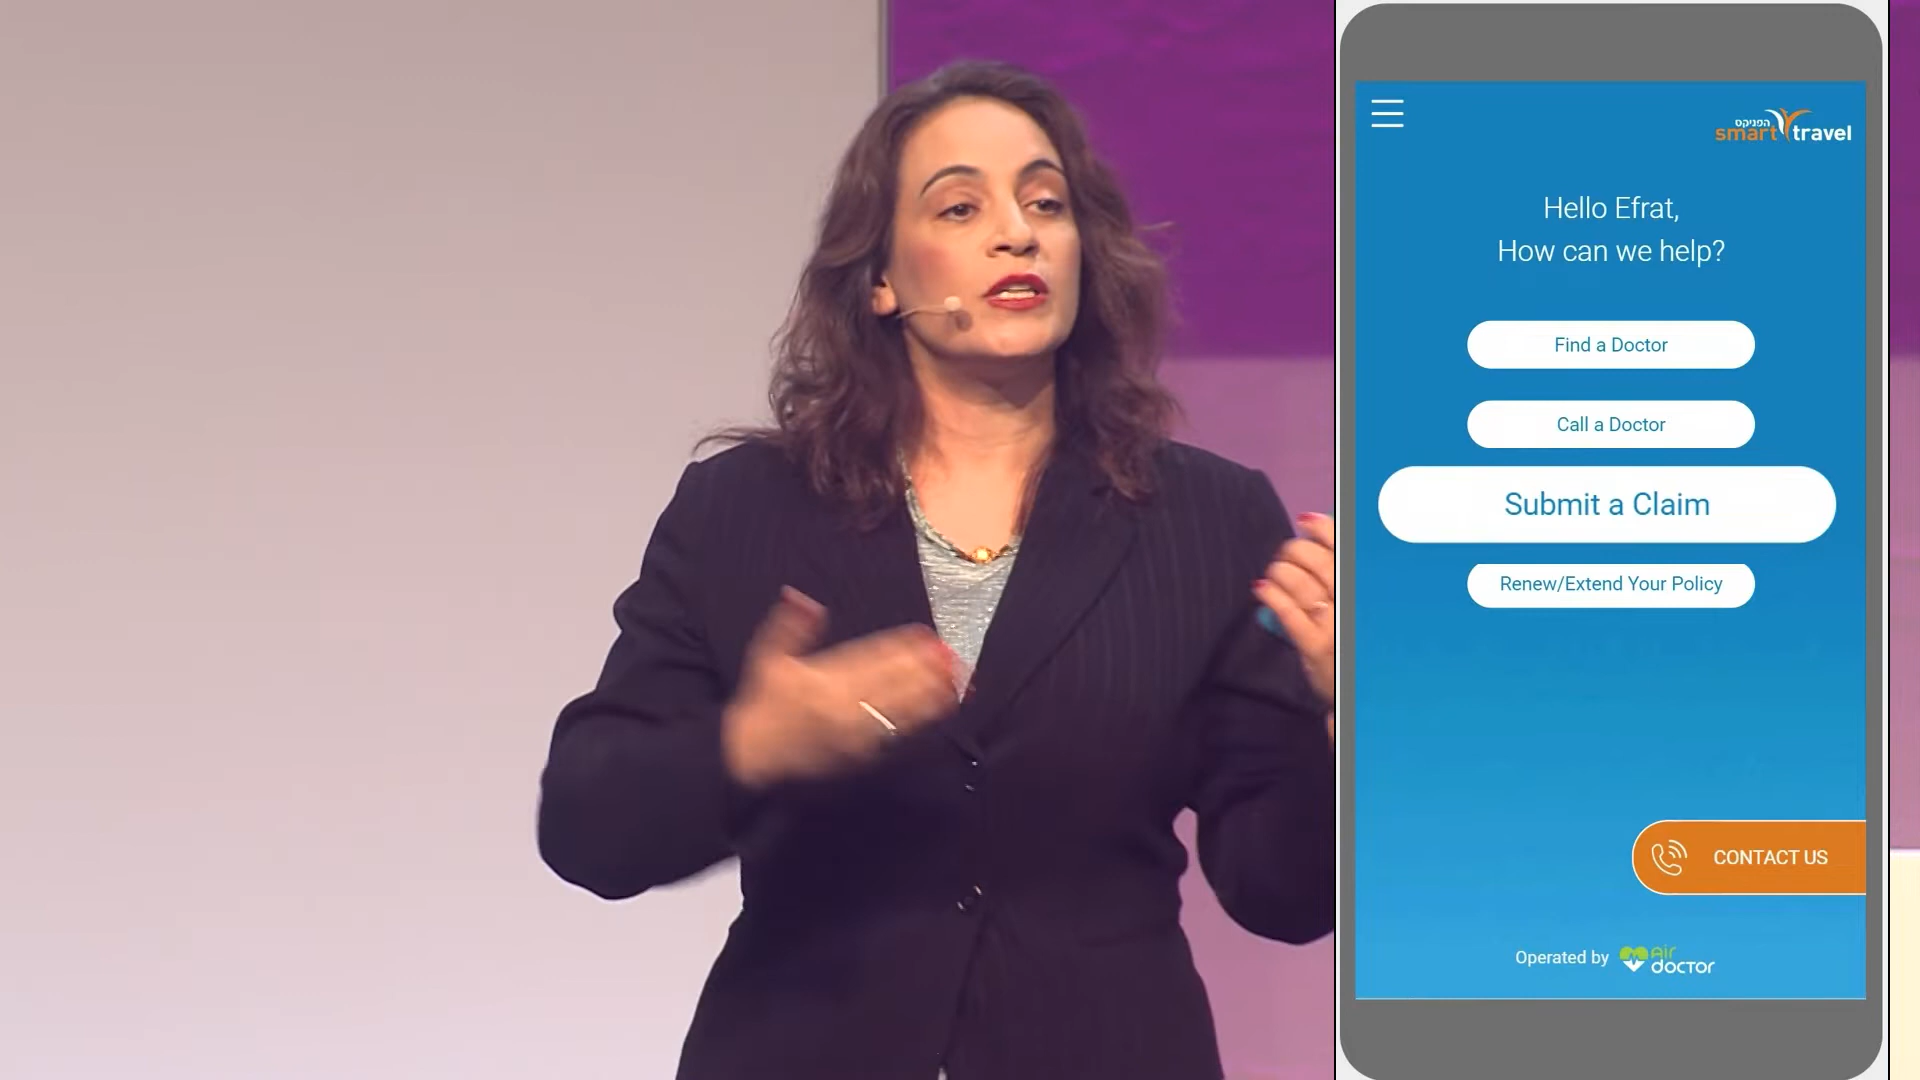 הפניקס
smart travel
Hello Efrat,
How can we help?
Find a Doctor
Call a Doctor
Submit a Claim
Renew/Extend Your Policy
CONTACT US
Operated by Air doctor